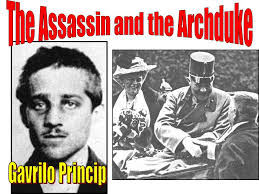 The Assassin and the Archduke
Gavrilo Princip